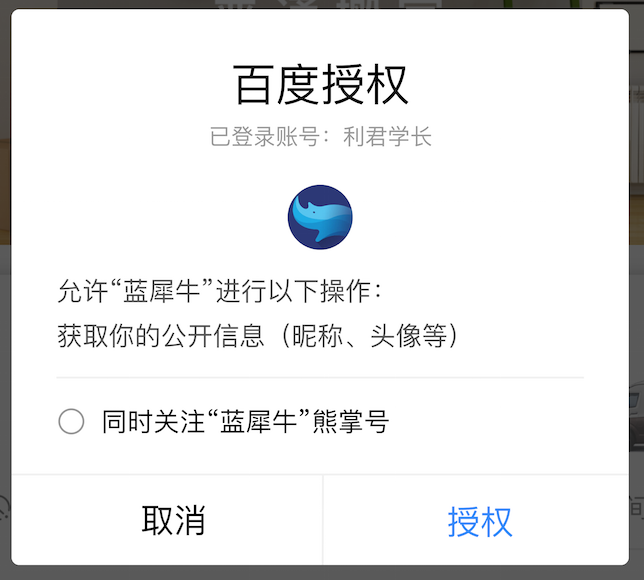 百度授权
已登录账号：利君学长
允许“蓝犀牛”进行以下操作：
获取你的公开信息（昵称、头像等）
同时关注“蓝犀牛”熊掌号
取消
授权